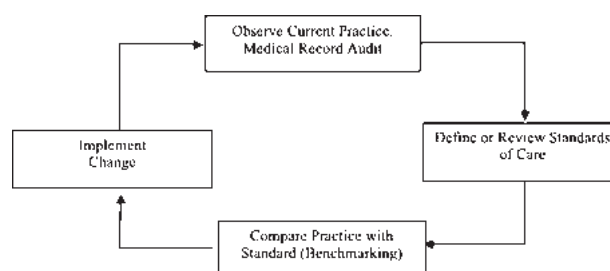 Observe Current Practice.
Medical Record Audit
Define or Review Standards
of Care
Compare Practice with
Standard (Benchmarking)
Implement
Change